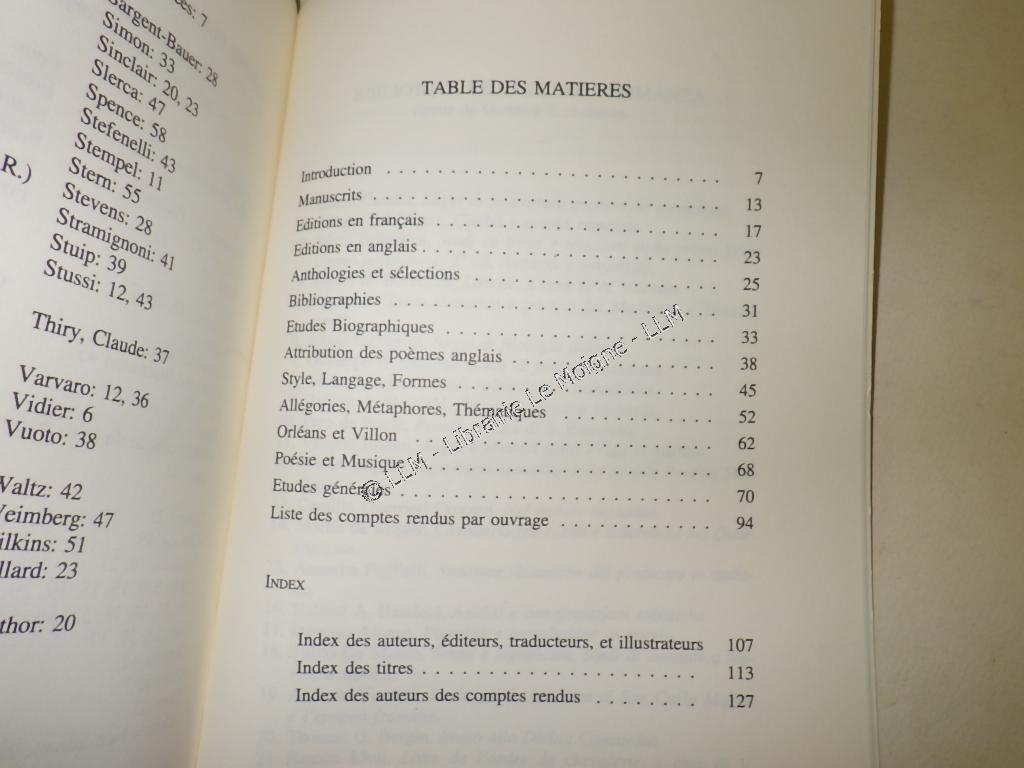 Sargent-Bauer: 28
Simon: 33
Sinclair: 20, 23
Slerca: 47
Spence: 58
Stefenelli: 43
Stempel: 11
R.)
Stern: 55
Stevens: 28
Stramignoni: 41
Stuip: 39
Stussi: 12, 43
Thiry, Claude: 37
Varvaro: 12, 36
Vidier: 6
Vuoto: 38
Waltz: 42
Weimberg: 47
ilkins: 51
llard: 23
thor: 20
TABLE DES MATIERES
Introduction . . . . . . . . . . . . . . . . . . . . . . . . . 7
Manuscrits . . . . . . . . . . . . . . . . . . . . . . . . . 13
Editions en français . . . . . . . . . . . . . . . . . . . . . 17
Editions en anglais . . . . . . . . . . . . . . . . . . . . . . 23
Anthologies et sélections . . . . . . . . . . . . . . . . . . 25
Bibliographies . . . . . . . . . . . . . . . . . . . . . . . . 31
Etudes Biographiques . . . . . . . . . . . . . . . . . . . . 33
Attribution des poèmes anglais . . . . . . . . . . . . . . . 38
Style, Langage, Formes . . . . . . . . . . . . . . . . . . . 45
Allégories, Métaphores, Thématiques . . . . . . . . . . . 52
Orléans et Villon . . . . . . . . . . . . . . . . . . . . . . 62
Poésie et Musique . . . . . . . . . . . . . . . . . . . . . . 68
Etudes générales . . . . . . . . . . . . . . . . . . . . . . . 70
Liste des comptes rendus par ouvrage . . . . . . . . . . . 94
INDEX
Index des auteurs, éditeurs, traducteurs, et illustrateurs 107
Index des titres . . . . . . . . . . . . . . . . . . . . . 113
Index des auteurs des comptes rendus . . . . . . . . 127
© LLM - Librairie Le Moigne - LLM